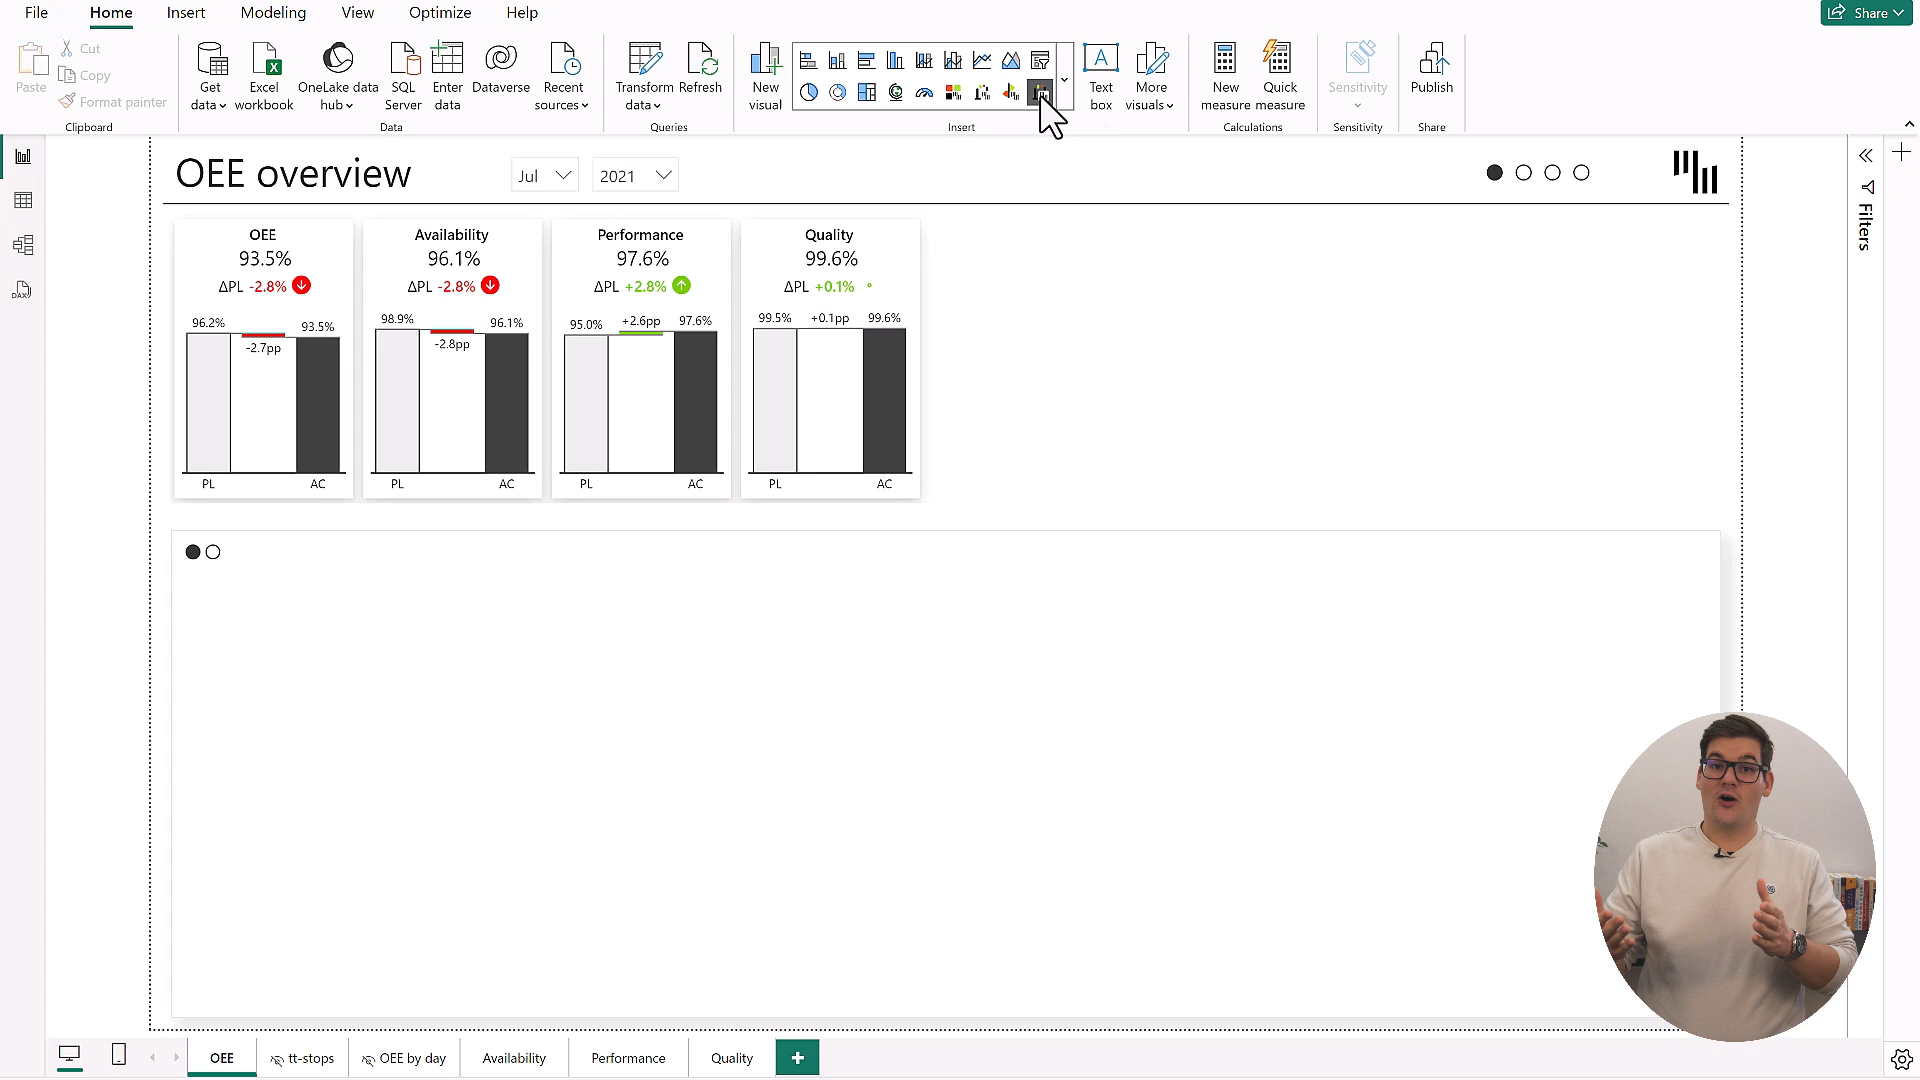 File
Home
Insert
Modeling
View
Optimize
Help
Share
Paste
Cut
Copy
Format painter
Clipboard
Get data
Excel workbook
OneLake data hub
SQL Server
Enter data
Dataverse
Recent sources
Data
Transform data
Refresh
Queries
New visual
Text box
More visuals
Insert
New measure
Quick measure
Calculations
Sensitivity
Sensitivity
Publish
Share
OEE overview
Jul
2021
Filters
DAX
OEE
93.5%
ΔPL -2.8%
96.2%
93.5%
-2.7pp
PL
AC
Availability
96.1%
ΔPL -2.8%
98.9%
96.1%
-2.8pp
PL
AC
Performance
97.6%
ΔPL +2.8%
95.0%
+2.6pp
97.6%
PL
AC
Quality
99.6%
ΔPL +0.1%
99.5%
+0.1pp
99.6%
PL
AC
OEE
tt-stops
OEE by day
Availability
Performance
Quality